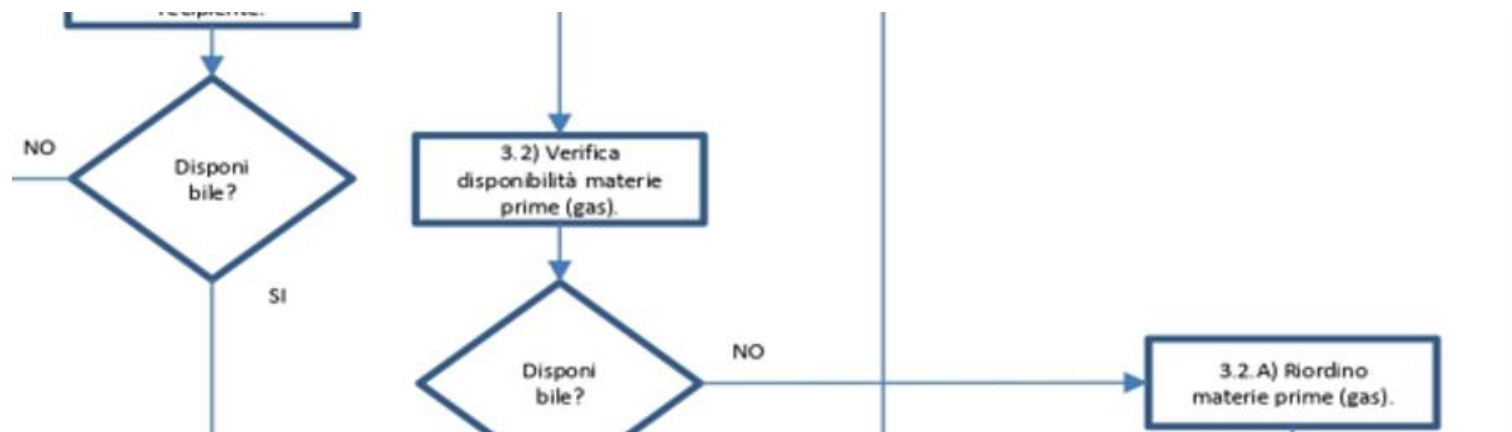 recipiente.
NO
Disponi
bile?
SI
3.2) Verifica
disponibilità materie
prime (gas).
Disponi
bile?
NO
3.2.A) Riordino
materie prime (gas).